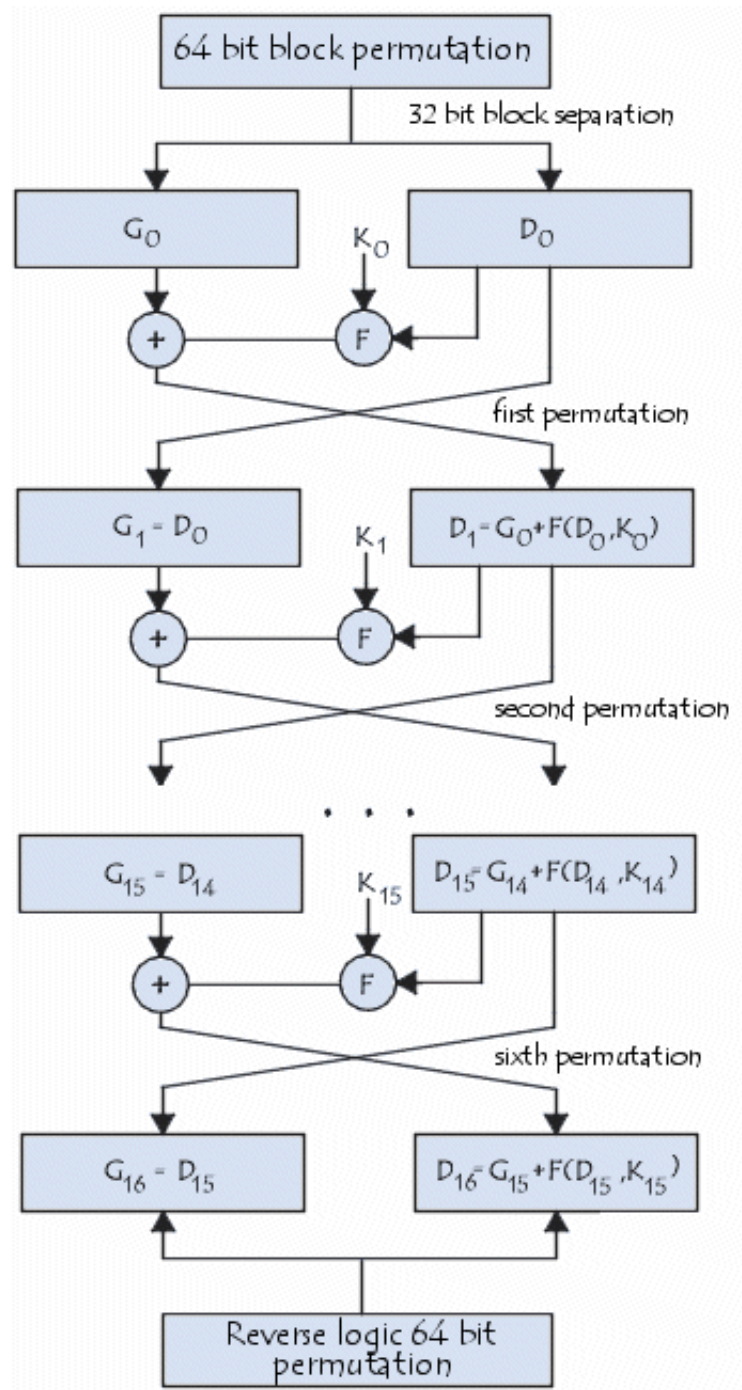 64 bit block permutation
32 bit block separation
G₀
K₀
D₀
+
F
first permutation
G₁ = D₀
K₁
D₁ = G₀ + F(D₀, K₀)
+
F
second permutation
. . .
G₁₅ = D₁₄
K₁₅
D₁₅ = G₁₄ + F(D₁₄, K₁₄)
+
F
sixth permutation
G₁₆ = D₁₅
D₁₆ = G₁₅ + F(D₁₅, K₁₅)
Reverse logic 64 bit
permutation